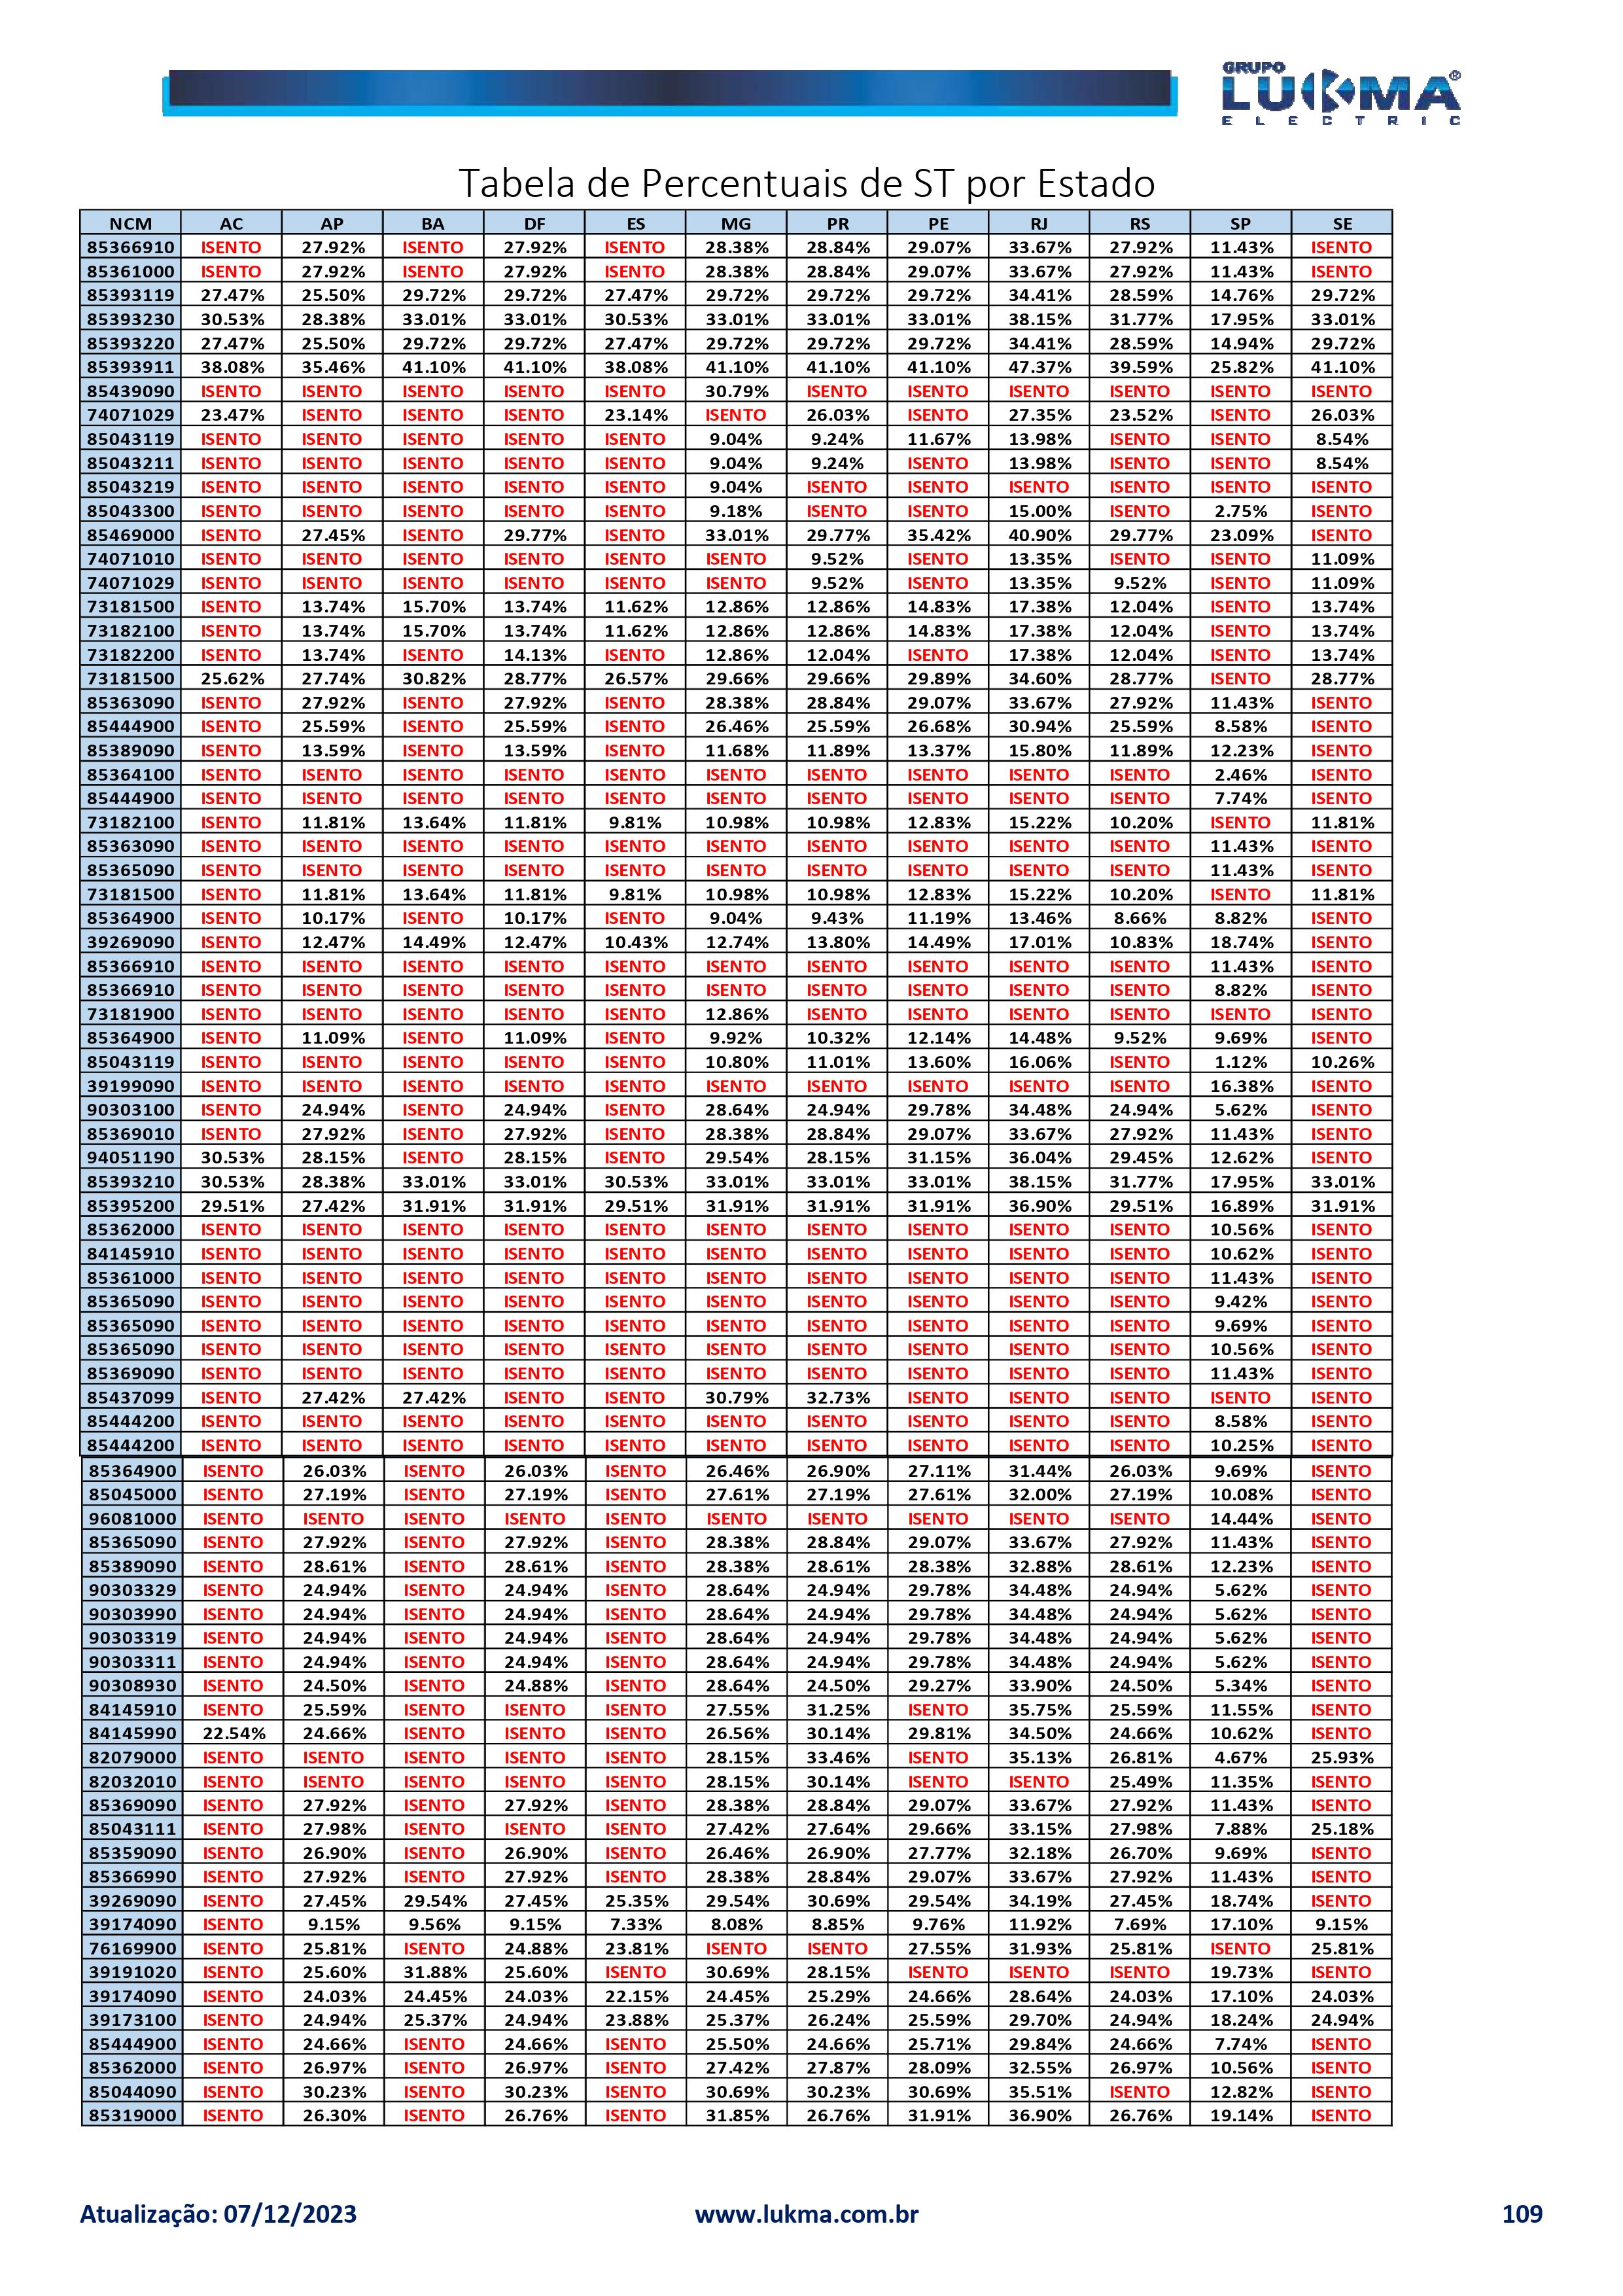 GRUPO
LUKMA®
ELECTRIC
Tabela de Percentuais de ST por Estado
NCM AC AP BA DF ES MG PR PE RJ RS SP SE
85366910 ISENTO 27.92% ISENTO 27.92% ISENTO 28.38% 28.84% 29.07% 33.67% 27.92% 11.43% ISENTO
85361000 ISENTO 27.92% ISENTO 27.92% ISENTO 28.38% 28.84% 29.07% 33.67% 27.92% 11.43% ISENTO
85393119 27.47% 25.50% 29.72% 29.72% 27.47% 29.72% 29.72% 29.72% 34.41% 28.59% 14.76% 29.72%
85393230 30.53% 28.38% 33.01% 33.01% 30.53% 33.01% 33.01% 33.01% 38.15% 31.77% 17.95% 33.01%
85393220 27.47% 25.50% 29.72% 29.72% 27.47% 29.72% 29.72% 29.72% 34.41% 28.59% 14.94% 29.72%
85393911 38.08% 35.46% 41.10% 41.10% 38.08% 41.10% 41.10% 41.10% 47.37% 39.59% 25.82% 41.10%
85439090 ISENTO ISENTO ISENTO ISENTO ISENTO 30.79% ISENTO ISENTO ISENTO ISENTO ISENTO ISENTO
74071029 23.47% ISENTO ISENTO ISENTO 23.14% ISENTO 26.03% ISENTO 27.35% 23.52% ISENTO 26.03%
85043119 ISENTO ISENTO ISENTO ISENTO ISENTO 9.04% 9.24% 11.67% 13.98% ISENTO ISENTO 8.54%
85043211 ISENTO ISENTO ISENTO ISENTO ISENTO 9.04% 9.24% ISENTO 13.98% ISENTO ISENTO 8.54%
85043219 ISENTO ISENTO ISENTO ISENTO ISENTO 9.04% ISENTO ISENTO ISENTO ISENTO ISENTO ISENTO
85043300 ISENTO ISENTO ISENTO ISENTO ISENTO 9.18% ISENTO ISENTO 15.00% ISENTO 2.75% ISENTO
85469000 ISENTO 27.45% ISENTO 29.77% ISENTO 33.01% 29.77% 35.42% 40.90% 29.77% 23.09% ISENTO
74071010 ISENTO ISENTO ISENTO ISENTO ISENTO ISENTO 9.52% ISENTO 13.35% ISENTO ISENTO 11.09%
74071029 ISENTO ISENTO ISENTO ISENTO ISENTO ISENTO 9.52% ISENTO 13.35% 9.52% ISENTO 11.09%
73181500 ISENTO 13.74% 15.70% 13.74% 11.62% 12.86% 12.86% 14.83% 17.38% 12.04% ISENTO 13.74%
73182100 ISENTO 13.74% 15.70% 13.74% 11.62% 12.86% 12.86% 14.83% 17.38% 12.04% ISENTO 13.74%
73182200 ISENTO 13.74% ISENTO 14.13% ISENTO 12.86% 12.04% ISENTO 17.38% 12.04% ISENTO 13.74%
73181500 25.62% 27.74% 30.82% 28.77% 26.57% 29.66% 29.66% 29.89% 34.60% 28.77% ISENTO 28.77%
85363090 ISENTO 27.92% ISENTO 27.92% ISENTO 28.38% 28.84% 29.07% 33.67% 27.92% 11.43% ISENTO
85444900 ISENTO 25.59% ISENTO 25.59% ISENTO 26.46% 25.59% 26.68% 30.94% 25.59% 8.58% ISENTO
85389090 ISENTO 13.59% ISENTO 13.59% ISENTO 11.68% 11.89% 13.37% 15.80% 11.89% 12.23% ISENTO
85364100 ISENTO ISENTO ISENTO ISENTO ISENTO ISENTO ISENTO ISENTO ISENTO ISENTO 2.46% ISENTO
85444900 ISENTO ISENTO ISENTO ISENTO ISENTO ISENTO ISENTO ISENTO ISENTO ISENTO 7.74% ISENTO
73182100 ISENTO 11.81% 13.64% 11.81% 9.81% 10.98% 10.98% 12.83% 15.22% 10.20% ISENTO 11.81%
85363090 ISENTO ISENTO ISENTO ISENTO ISENTO ISENTO ISENTO ISENTO ISENTO ISENTO 11.43% ISENTO
85365090 ISENTO ISENTO ISENTO ISENTO ISENTO ISENTO ISENTO ISENTO ISENTO ISENTO 11.43% ISENTO
73181500 ISENTO 11.81% 13.64% 11.81% 9.81% 10.98% 10.98% 12.83% 15.22% 10.20% ISENTO 11.81%
85364900 ISENTO 10.17% ISENTO 10.17% ISENTO 9.04% 9.43% 11.19% 13.46% 8.66% 8.82% ISENTO
39269090 ISENTO 12.47% 14.49% 12.47% 10.43% 12.74% 13.80% 14.49% 17.01% 10.83% 18.74% ISENTO
85366910 ISENTO ISENTO ISENTO ISENTO ISENTO ISENTO ISENTO ISENTO ISENTO ISENTO 11.43% ISENTO
85366910 ISENTO ISENTO ISENTO ISENTO ISENTO ISENTO ISENTO ISENTO ISENTO ISENTO 8.82% ISENTO
73181900 ISENTO ISENTO ISENTO ISENTO ISENTO 12.86% ISENTO ISENTO ISENTO ISENTO ISENTO ISENTO
85364900 ISENTO 11.09% ISENTO 11.09% ISENTO 9.92% 10.32% 12.14% 14.48% 9.52% 9.69% ISENTO
85043119 ISENTO ISENTO ISENTO ISENTO ISENTO 10.80% 11.01% 13.60% 16.06% ISENTO 1.12% 10.26%
39199090 ISENTO ISENTO ISENTO ISENTO ISENTO ISENTO ISENTO ISENTO ISENTO ISENTO 16.38% ISENTO
90303100 ISENTO 24.94% ISENTO 24.94% ISENTO 28.64% 24.94% 29.78% 34.48% 24.94% 5.62% ISENTO
85369010 ISENTO 27.92% ISENTO 27.92% ISENTO 28.38% 28.84% 29.07% 33.67% 27.92% 11.43% ISENTO
94051190 30.53% 28.15% ISENTO 28.15% ISENTO 29.54% 28.15% 31.15% 36.04% 29.45% 12.62% ISENTO
85393210 30.53% 28.38% 33.01% 33.01% 30.53% 33.01% 33.01% 33.01% 38.15% 31.77% 17.95% 33.01%
85395200 29.51% 27.42% 31.91% 31.91% 29.51% 31.91% 31.91% 31.91% 36.90% 29.51% 16.89% 31.91%
85362000 ISENTO ISENTO ISENTO ISENTO ISENTO ISENTO ISENTO ISENTO ISENTO ISENTO 10.56% ISENTO
84145910 ISENTO ISENTO ISENTO ISENTO ISENTO ISENTO ISENTO ISENTO ISENTO ISENTO 10.62% ISENTO
85361000 ISENTO ISENTO ISENTO ISENTO ISENTO ISENTO ISENTO ISENTO ISENTO ISENTO 11.43% ISENTO
85365090 ISENTO ISENTO ISENTO ISENTO ISENTO ISENTO ISENTO ISENTO ISENTO ISENTO 9.42% ISENTO
85365090 ISENTO ISENTO ISENTO ISENTO ISENTO ISENTO ISENTO ISENTO ISENTO ISENTO 9.69% ISENTO
85365090 ISENTO ISENTO ISENTO ISENTO ISENTO ISENTO ISENTO ISENTO ISENTO ISENTO 10.56% ISENTO
85369090 ISENTO ISENTO ISENTO ISENTO ISENTO ISENTO ISENTO ISENTO ISENTO ISENTO 11.43% ISENTO
85437099 ISENTO 27.42% 27.42% ISENTO ISENTO 30.79% 32.73% ISENTO ISENTO ISENTO ISENTO ISENTO
85444200 ISENTO ISENTO ISENTO ISENTO ISENTO ISENTO ISENTO ISENTO ISENTO ISENTO 8.58% ISENTO
85444200 ISENTO ISENTO ISENTO ISENTO ISENTO ISENTO ISENTO ISENTO ISENTO ISENTO 10.25% ISENTO
85364900 ISENTO 26.03% ISENTO 26.03% ISENTO 26.46% 26.90% 27.11% 31.44% 26.03% 9.69% ISENTO
85045000 ISENTO 27.19% ISENTO 27.19% ISENTO 27.61% 27.19% 27.61% 32.00% 27.19% 10.08% ISENTO
96081000 ISENTO ISENTO ISENTO ISENTO ISENTO ISENTO ISENTO ISENTO ISENTO ISENTO 14.44% ISENTO
85365090 ISENTO 27.92% ISENTO 27.92% ISENTO 28.38% 28.84% 29.07% 33.67% 27.92% 11.43% ISENTO
85389090 ISENTO 28.61% ISENTO 28.61% ISENTO 28.38% 28.61% 28.38% 32.88% 28.61% 12.23% ISENTO
90303329 ISENTO 24.94% ISENTO 24.94% ISENTO 28.64% 24.94% 29.78% 34.48% 24.94% 5.62% ISENTO
90303990 ISENTO 24.94% ISENTO 24.94% ISENTO 28.64% 24.94% 29.78% 34.48% 24.94% 5.62% ISENTO
90303319 ISENTO 24.94% ISENTO 24.94% ISENTO 28.64% 24.94% 29.78% 34.48% 24.94% 5.62% ISENTO
90303311 ISENTO 24.94% ISENTO 24.94% ISENTO 28.64% 24.94% 29.78% 34.48% 24.94% 5.62% ISENTO
90308930 ISENTO 24.50% ISENTO 24.88% ISENTO 28.64% 24.50% 29.27% 33.90% 24.50% 5.34% ISENTO
84145910 ISENTO 25.59% ISENTO ISENTO ISENTO 27.55% 31.25% ISENTO 35.75% 25.59% 11.55% ISENTO
84145990 22.54% 24.66% ISENTO ISENTO ISENTO 26.56% 30.14% 29.81% 34.50% 24.66% 10.62% ISENTO
82079000 ISENTO ISENTO ISENTO ISENTO ISENTO 28.15% 33.46% ISENTO 35.13% 26.81% 4.67% 25.93%
82032010 ISENTO ISENTO ISENTO ISENTO ISENTO 28.15% 30.14% ISENTO ISENTO 25.49% 11.35% ISENTO
85369090 ISENTO 27.92% ISENTO 27.92% ISENTO 28.38% 28.84% 29.07% 33.67% 27.92% 11.43% ISENTO
85043111 ISENTO 27.98% ISENTO ISENTO ISENTO 27.42% 27.64% 29.66% 33.15% 27.98% 7.88% 25.18%
85359090 ISENTO 26.90% ISENTO 26.90% ISENTO 26.46% 26.90% 27.77% 32.18% 26.70% 9.69% ISENTO
85366990 ISENTO 27.92% ISENTO 27.92% ISENTO 28.38% 28.84% 29.07% 33.67% 27.92% 11.43% ISENTO
39269090 ISENTO 27.45% 29.54% 27.45% 25.35% 29.54% 30.69% 29.54% 34.19% 27.45% 18.74% ISENTO
39174090 ISENTO 9.15% 9.56% 9.15% 7.33% 8.08% 8.85% 9.76% 11.92% 7.69% 17.10% 9.15%
76169900 ISENTO 25.81% ISENTO 24.88% 23.81% ISENTO ISENTO 27.55% 31.93% 25.81% ISENTO 25.81%
39191020 ISENTO 25.60% 31.88% 25.60% ISENTO 30.69% 28.15% ISENTO ISENTO ISENTO 19.73% ISENTO
39174090 ISENTO 24.03% 24.45% 24.03% 22.15% 24.45% 25.29% 24.66% 28.64% 24.03% 17.10% 24.03%
39173100 ISENTO 24.94% 25.37% 24.94% 23.88% 25.37% 26.24% 25.59% 29.70% 24.94% 18.24% 24.94%
85444900 ISENTO 24.66% ISENTO 24.66% ISENTO 25.50% 24.66% 25.71% 29.84% 24.66% 7.74% ISENTO
85362000 ISENTO 26.97% ISENTO 26.97% ISENTO 27.42% 27.87% 28.09% 32.55% 26.97% 10.56% ISENTO
85044090 ISENTO 30.23% ISENTO 30.23% ISENTO 30.69% 30.23% 30.69% 35.51% ISENTO 12.82% ISENTO
85319000 ISENTO 26.30% ISENTO 26.76% ISENTO 31.85% 26.76% 31.91% 36.90% 26.76% 19.14% ISENTO
Atualização: 07/12/2023 www.lukma.com.br 109